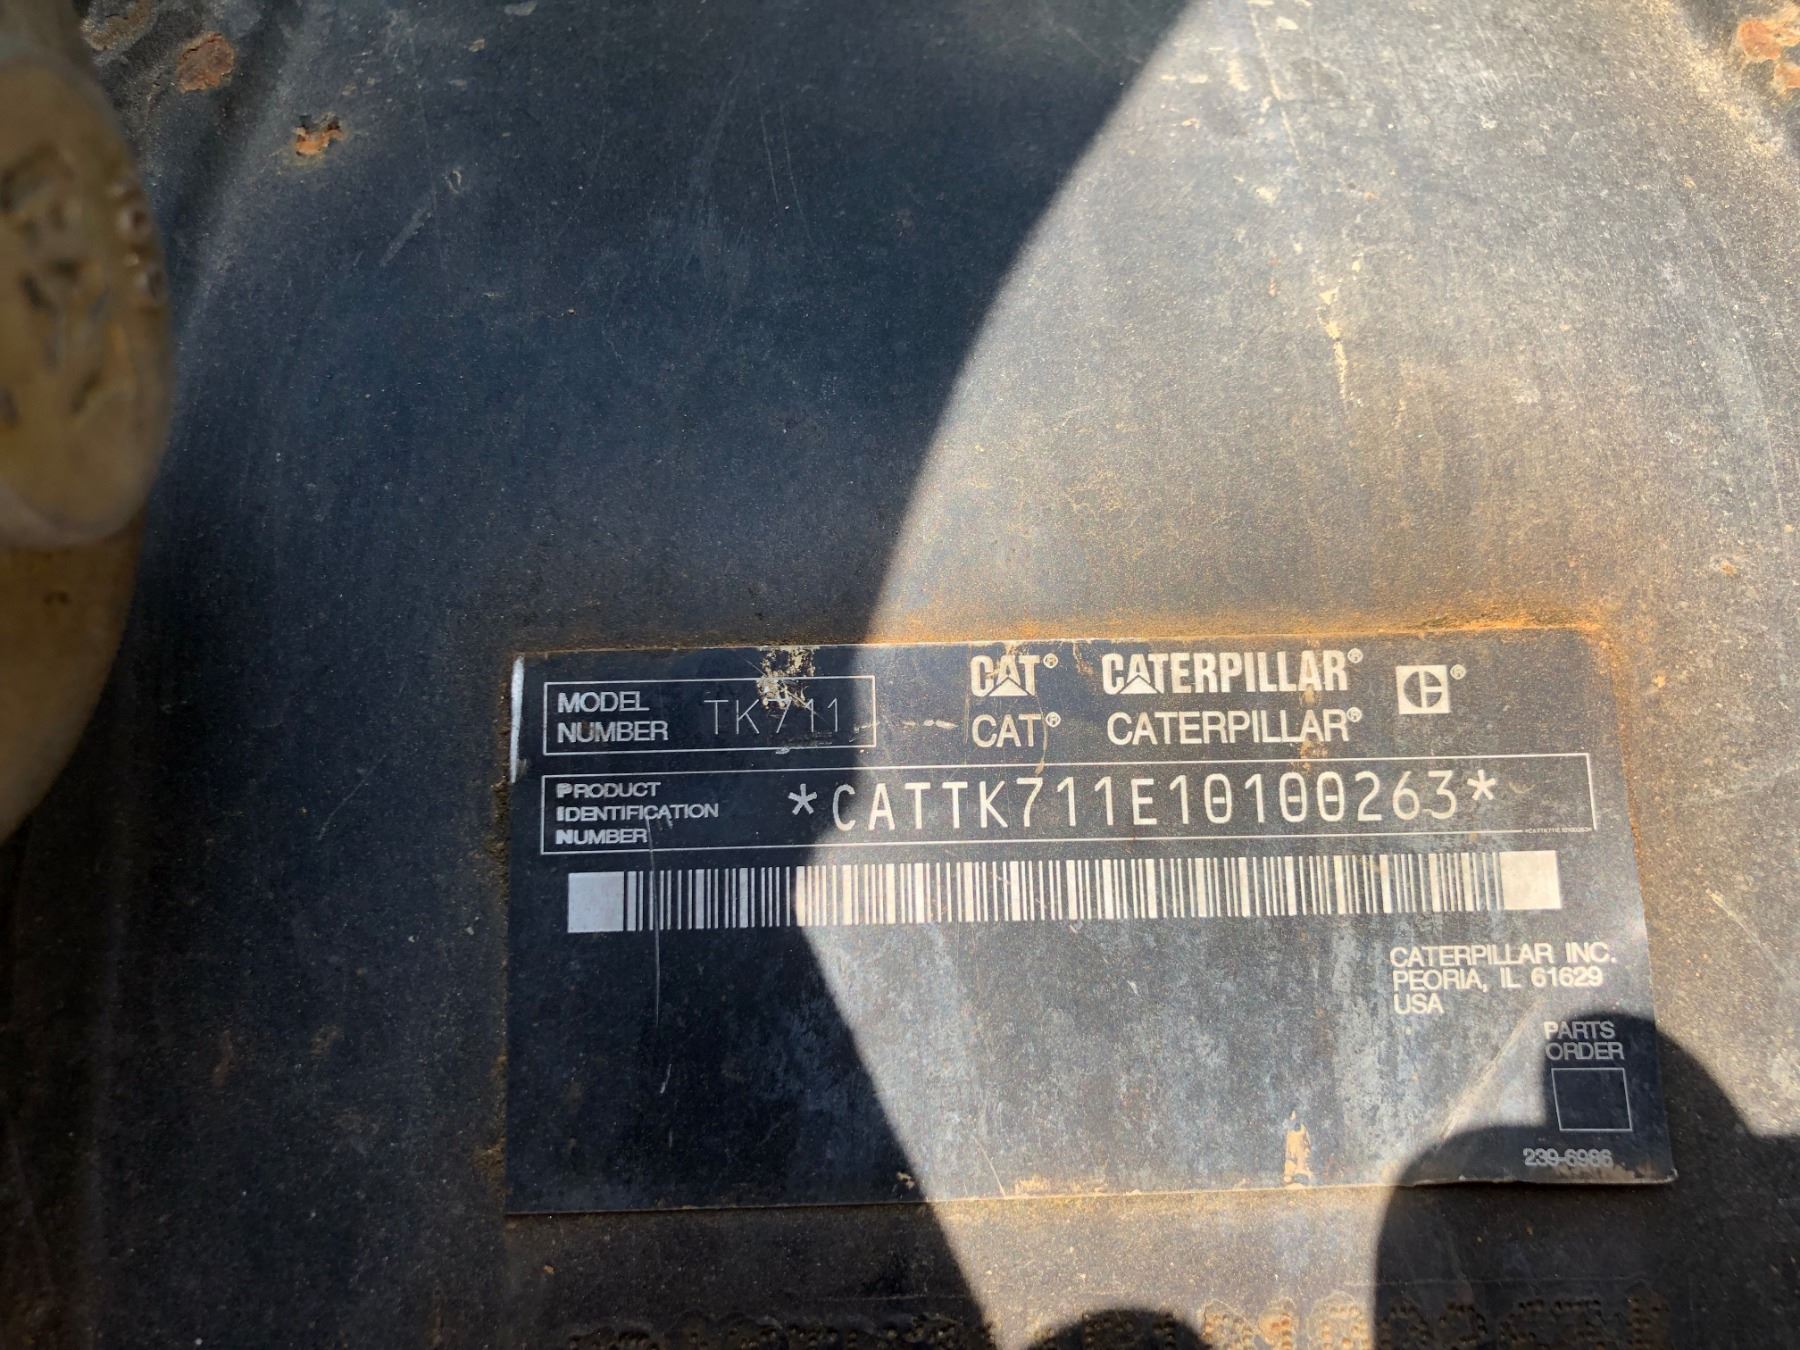 MODEL NUMBER TK711
CAT® CATERPILLAR® ®
CAT® CATERPILLAR®
PRODUCT IDENTIFICATION NUMBER *CATTK711E10100263*
CATERPILLAR INC.
PEORIA, IL 61629
USA
PARTS
ORDER
239-6986